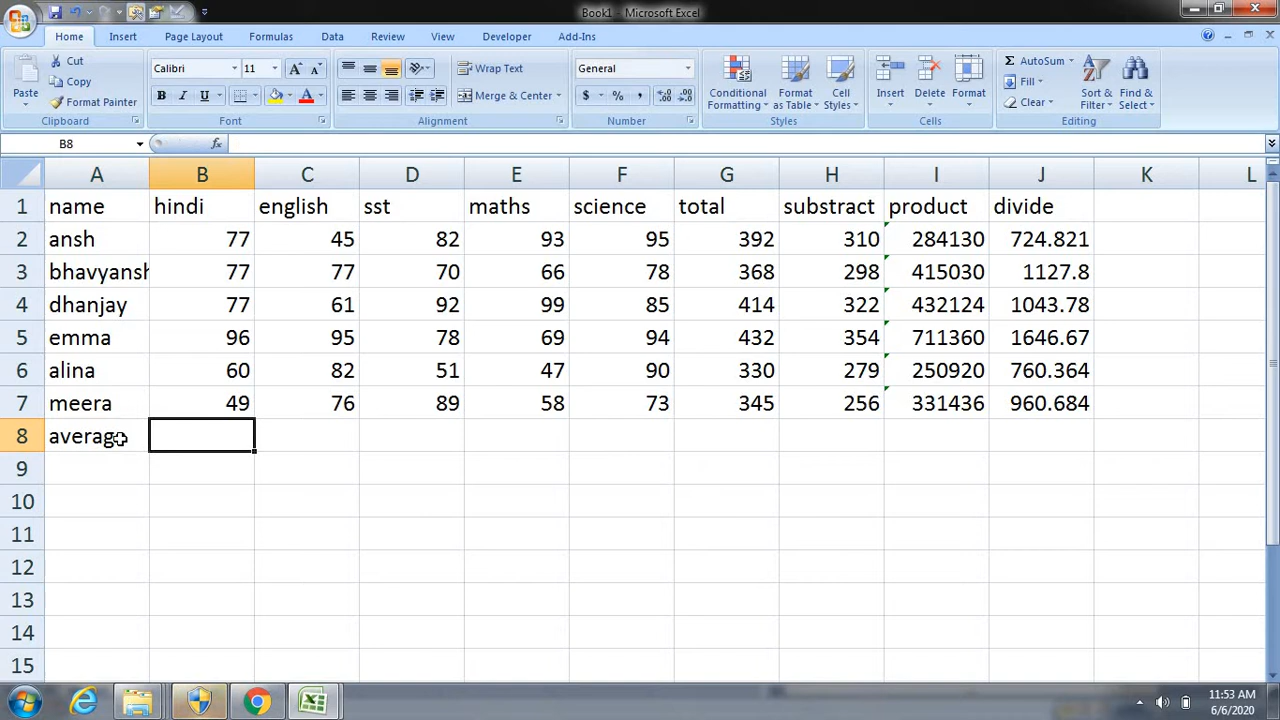 Book1 - Microsoft Excel
Home Insert Page Layout Formulas Data Review View Developer Add-Ins
Paste Cut Copy Format Painter Clipboard
Calibri 11 B I U A Font
Wrap Text Merge & Center Alignment
General $ % , Number
Conditional Formatting Format as Table Cell Styles Styles
Insert Delete Format Cells
Σ AutoSum Fill Clear Sort & Filter Find & Select Editing
B8 fx
A B C D E F G H I J K L
1 name hindi english sst maths science total substract product divide
2 ansh 77 45 82 93 95 392 310 284130 724.821
3 bhavyansh 77 77 70 66 78 368 298 415030 1127.8
4 dhanjay 77 61 92 99 85 414 322 432124 1043.78
5 emma 96 95 78 69 94 432 354 711360 1646.67
6 alina 60 82 51 47 90 330 279 250920 760.364
7 meera 49 76 89 58 73 345 256 331436 960.684
8 average
9
10
11
12
13
14
15
11:53 AM
6/6/2020